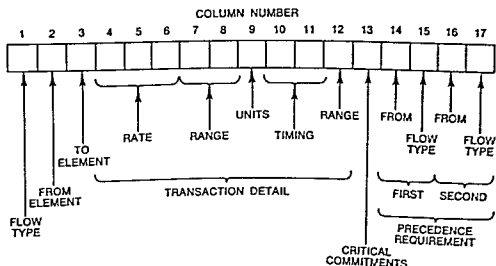 COLUMN NUMBER
1 2 3 4 5 6 7 8 9 10 11 12 13 14 15 16 17
UNITS
RANGE FROM FROM
RATE RANGE TIMING
FLOW TYPE FLOW TYPE
TO ELEMENT
FROM ELEMENT
TRANSACTION DETAIL
FIRST SECOND
FLOW TYPE
PRECEDENCE REQUIREMENT
CRITICAL COMMITMENTS